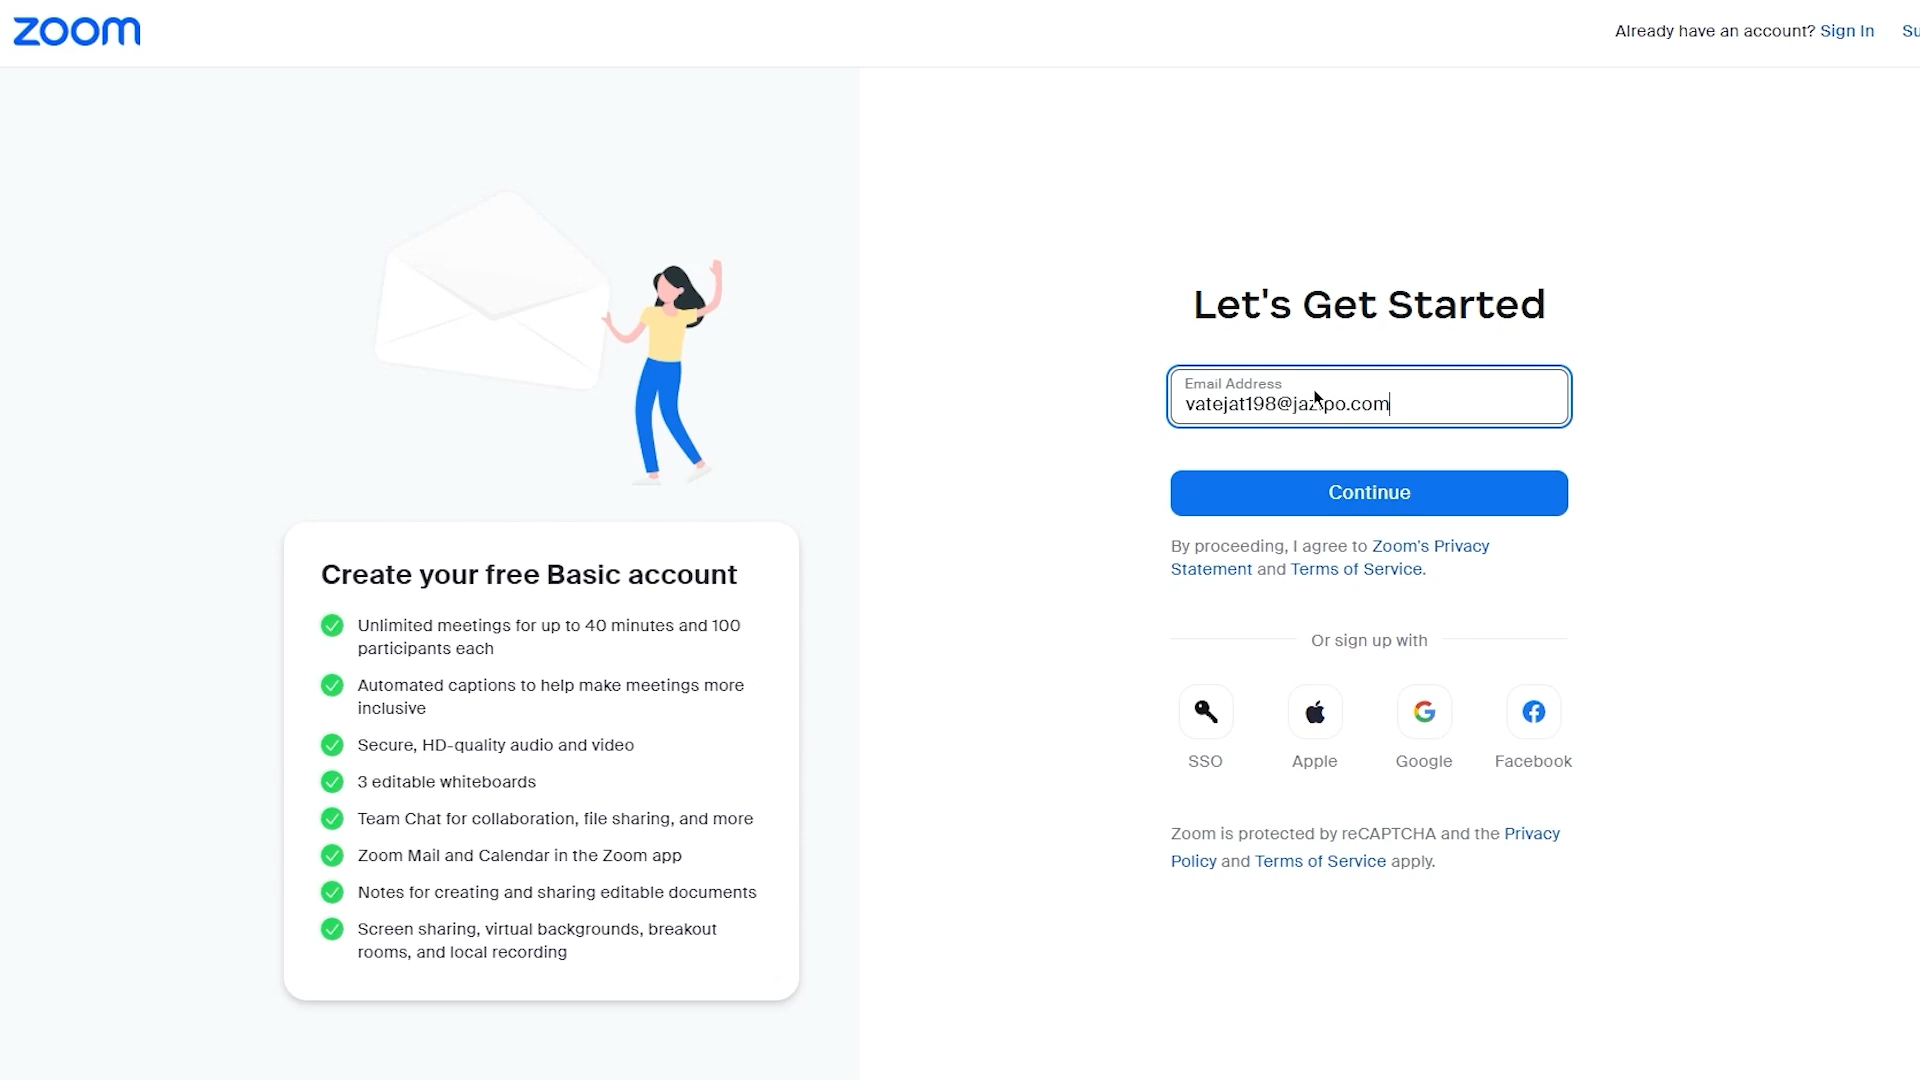 zoom
Already have an account? Sign In
Let's Get Started
Email Address
Continue
By proceeding, I agree to Zoom's Privacy
Statement and Terms of Service.
Or sign up with
SSO
Apple
Google
Facebook
Zoom is protected by reCAPTCHA and the Privacy
Policy and Terms of Service apply.
Create your free Basic account
Unlimited meetings for up to 40 minutes and 100
participants each
Automated captions to help make meetings more
inclusive
Secure, HD-quality audio and video
3 editable whiteboards
Team Chat for collaboration, file sharing, and more
Zoom Mail and Calendar in the Zoom app
Notes for creating and sharing editable documents
Screen sharing, virtual backgrounds, breakout
rooms, and local recording